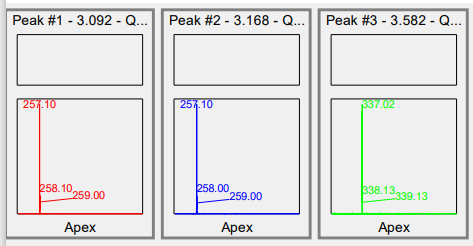 Peak #1 - 3.092 - Q...
257.10
258.10
259.00
Apex
Peak #2 - 3.168 - Q...
257.10
258.00
259.00
Apex
Peak #3 - 3.582 - Q...
337.02
338.13
339.13
Apex